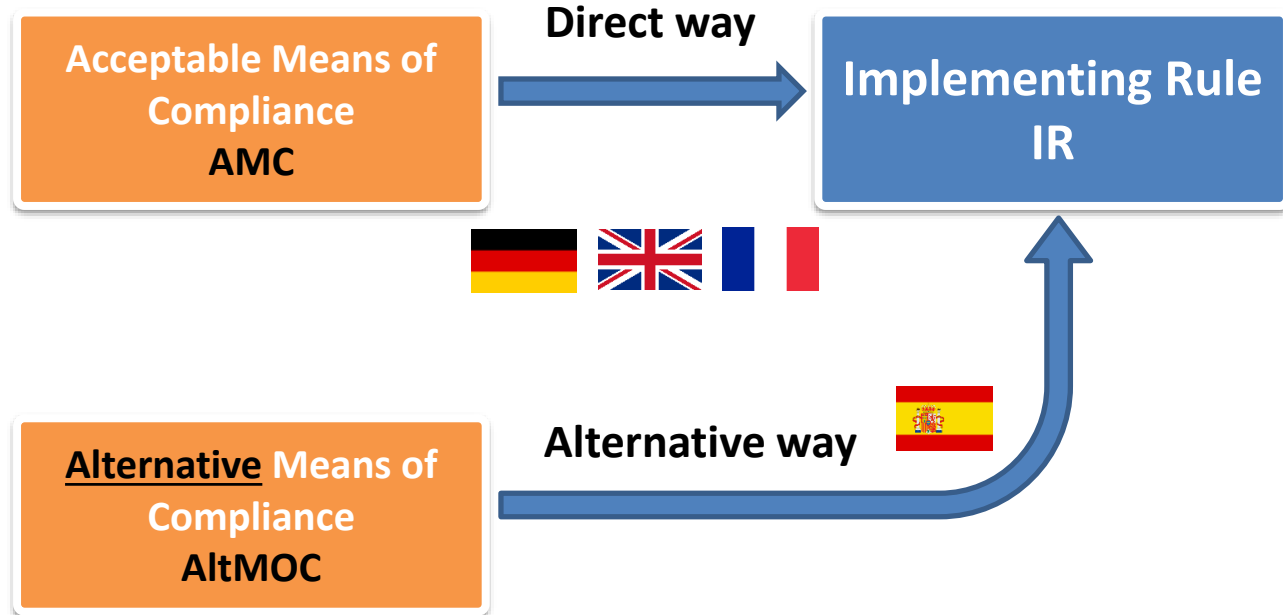 Direct way
Acceptable Means of
Compliance
AMC
Implementing Rule
IR
Alternative way
Alternative Means of
Compliance
AltMOC